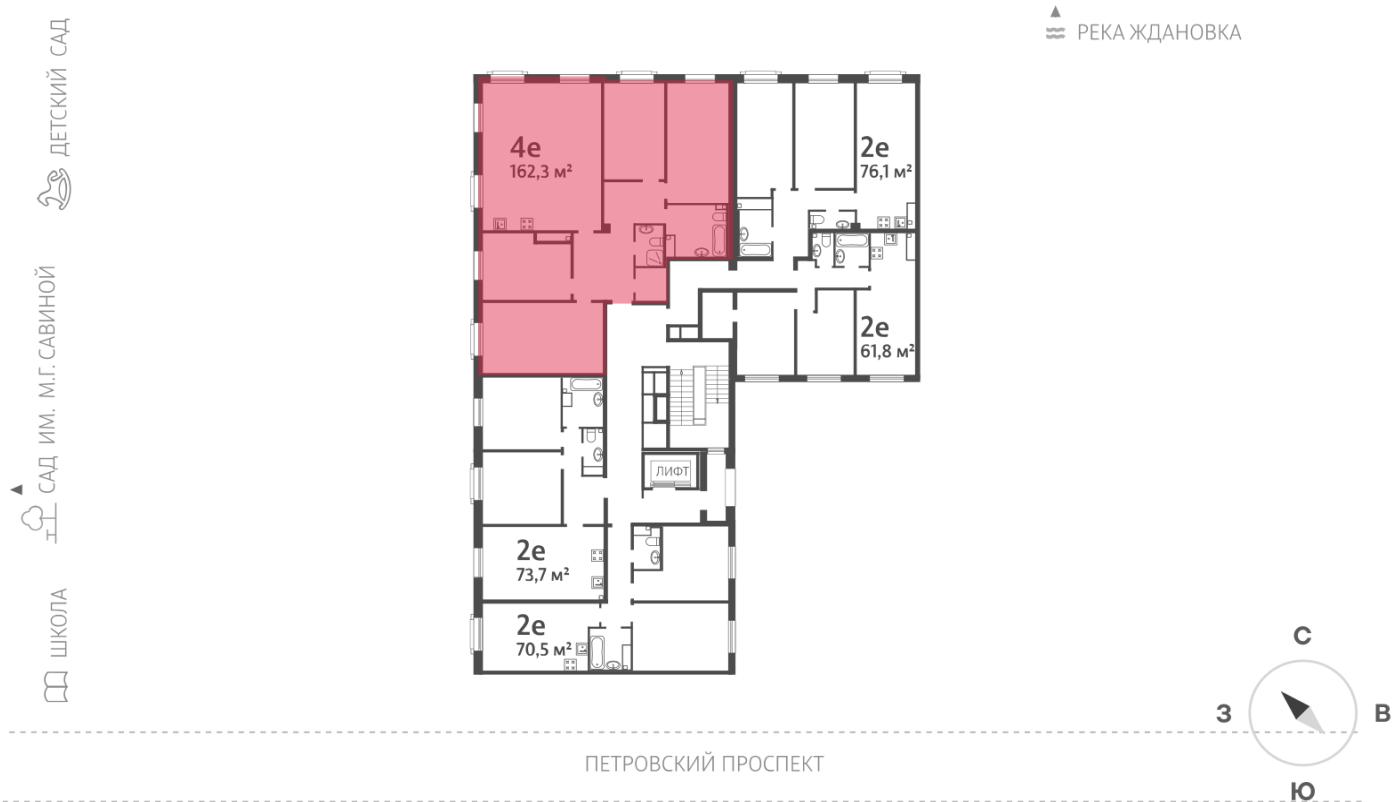 РЕКА ЖДАНОВКА
ДЕТСКИЙ САД
САД ИМ. М.Г. САВИНОЙ
ШКОЛА
4е
162,3 м²
2е
76,1 м²
2е
61,8 м²
ЛИФТ
2е
73,7 м²
2е
70,5 м²
С
З
В
Ю
ПЕТРОВСКИЙ ПРОСПЕКТ